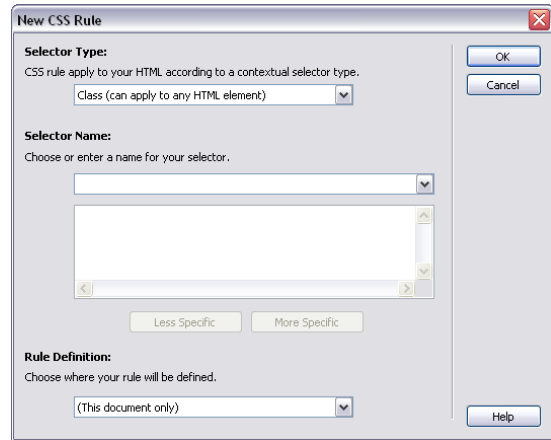 New CSS Rule
Selector Type:
OK
CSS rule apply to your HTML according to a contextual selector type.
Class (can apply to any HTML element)
Cancel
Selector Name:
Choose or enter a name for your selector.
Less Specific
More Specific
Rule Definition:
Choose where your rule will be defined.
(This document only)
Help